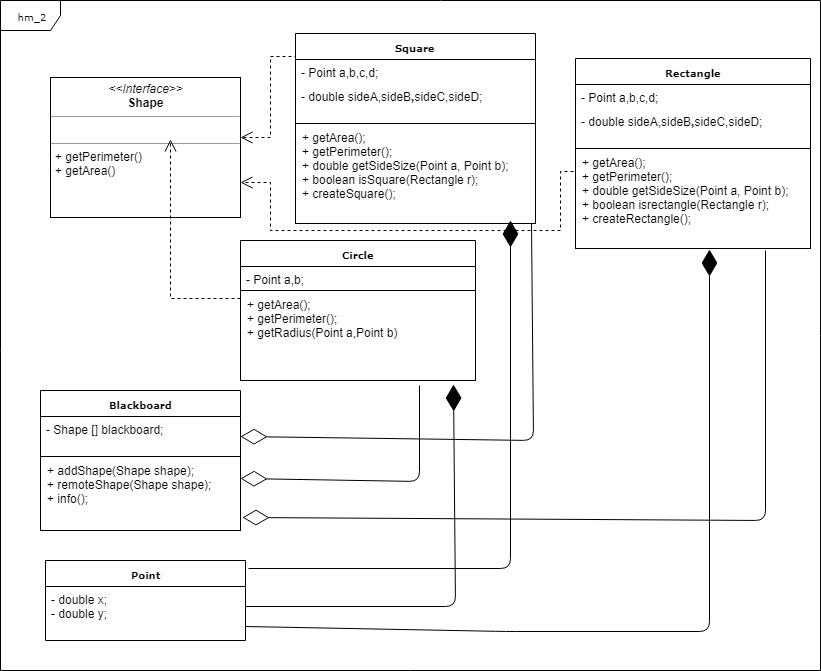 hm_2
<<Interface>>
Shape
+ getPerimeter()
+ getArea()
Square
- Point a,b,c,d;
- double sideA,sideB,sideC,sideD;
+ getArea();
+ getPerimeter();
+ double getSideSize(Point a, Point b);
+ boolean isSquare(Rectangle r);
+ createSquare();
Rectangle
- Point a,b,c,d;
- double sideA,sideB,sideC,sideD;
+ getArea();
+ getPerimeter();
+ double getSideSize(Point a, Point b);
+ boolean isrectangle(Rectangle r);
+ createRectangle();
Circle
- Point a,b;
+ getArea();
+ getPerimeter();
+ getRadius(Point a,Point b)
Blackboard
- Shape [] blackboard;
+ addShape(Shape shape);
+ remoteShape(Shape shape);
+ info();
Point
- double x;
- double y;